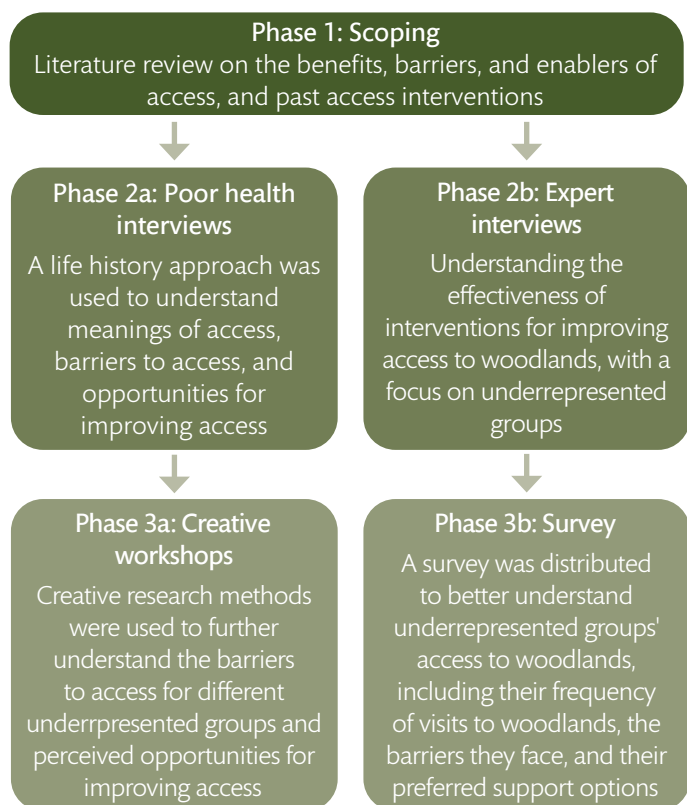 Phase 1: Scoping
Literature review on the benefits, barriers, and enablers of
access, and past access interventions
Phase 2a: Poor health
interviews
A life history approach was
used to understand
meanings of access,
barriers to access, and
opportunities for
improving access
Phase 2b: Expert
interviews
Understanding the
effectiveness of
interventions for improving
access to woodlands, with a
focus on underrepresented
groups
Phase 3a: Creative
workshops
Creative research methods
were used to further
understand the barriers
to access for different
underrpresented groups and
perceived opportunities for
improving access
Phase 3b: Survey
A survey was distributed
to better understand
underrepresented groups'
access to woodlands,
including their frequency
of visits to woodlands, the
barriers they face, and their
preferred support options